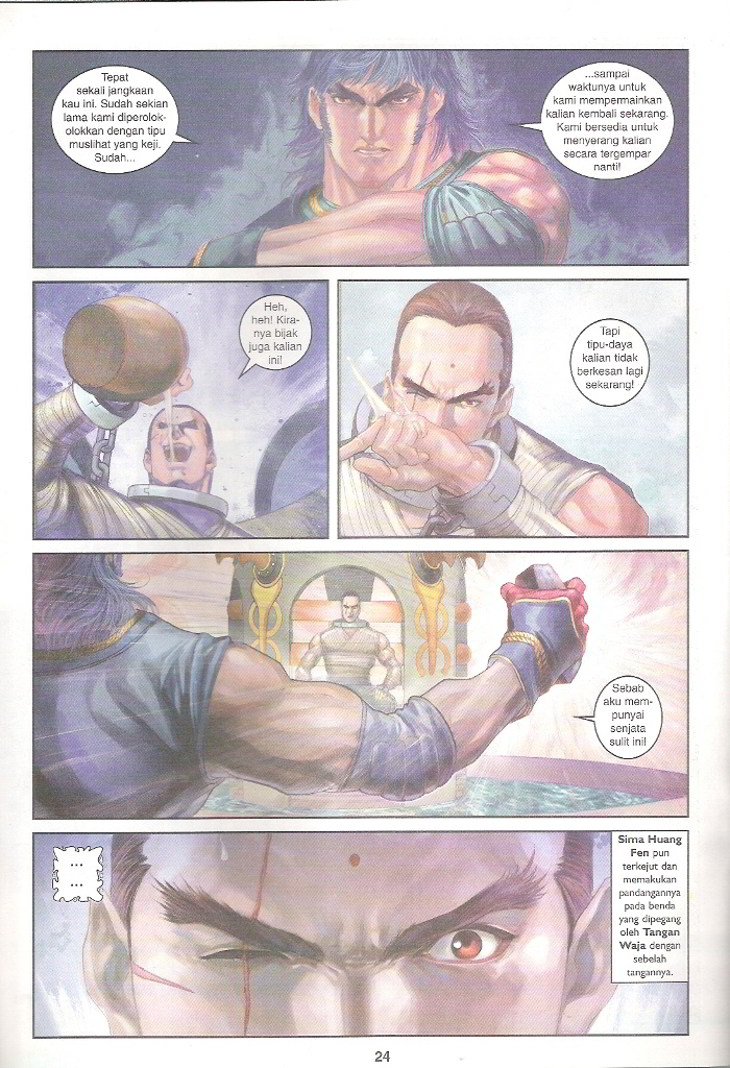 Tepat
sekali jangkaan
kau ini. Sudah sekian
lama kami diperolok-
olokkan dengan tipu
muslihat yang keji.
Sudah...
...sampai
waktunya untuk
kami mempermainkan
kalian kembali sekarang.
Kami bersedia untuk
menyerang kalian
secara tergempar
nanti!
Heh,
heh! Kira-
nya bijak
juga kalian
ini!
Tapi
tipu-daya
kalian tidak
berkesan lagi
sekarang!
Sebab
aku mem-
punyai
senjata
sulit ini!
...
...
Sima Huang
Fen pun
terkejut dan
memakukan
pandangannya
pada benda
yang dipegang
oleh Tangan
Waja dengan
sebelah
tangannya.
24